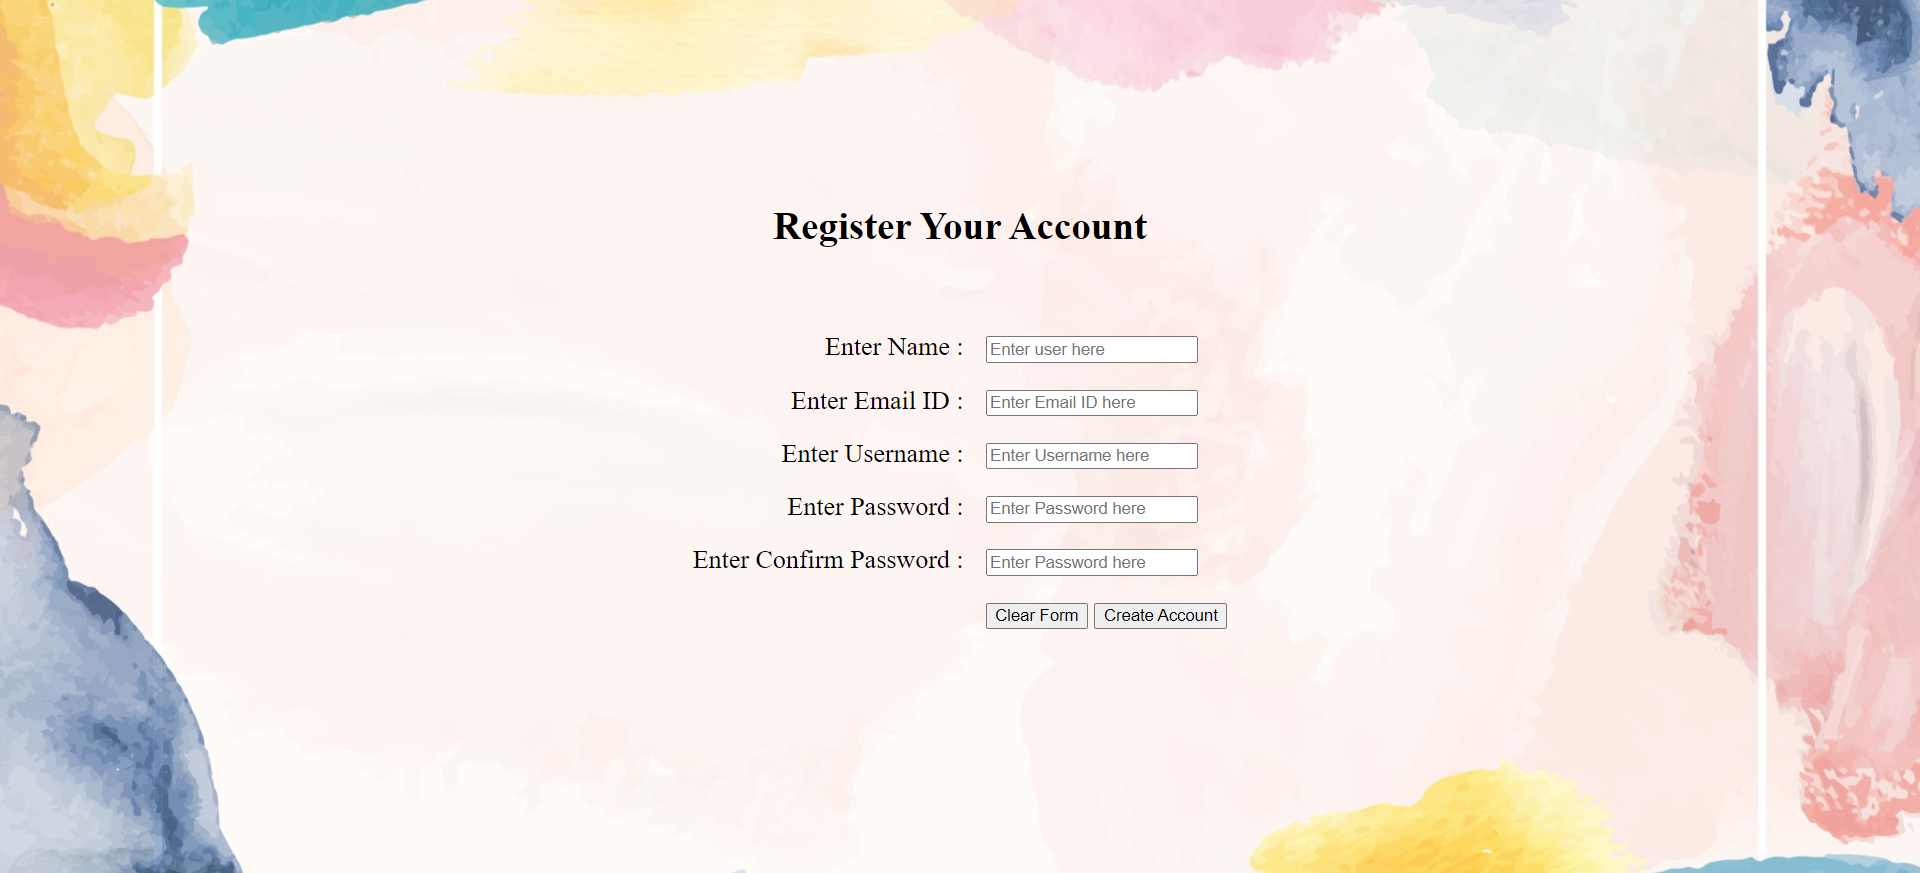 Register Your Account
Enter Name : Enter user here
Enter Email ID : Enter Email ID here
Enter Username : Enter Username here
Enter Password : Enter Password here
Enter Confirm Password : Enter Password here
Clear Form Create Account